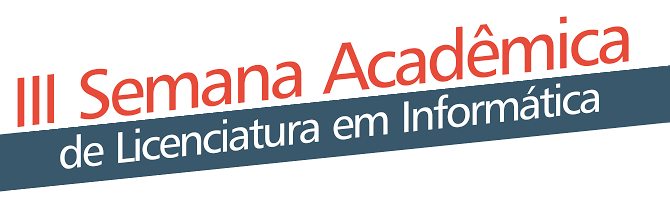 III Semana Acadêmica
de Licenciatura em Informática